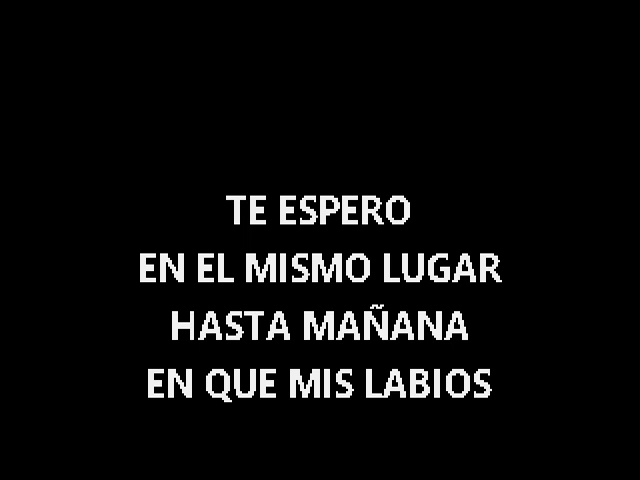 TE ESPERO
EN EL MISMO LUGAR
HASTA MAÑANA
EN QUE MIS LABIOS